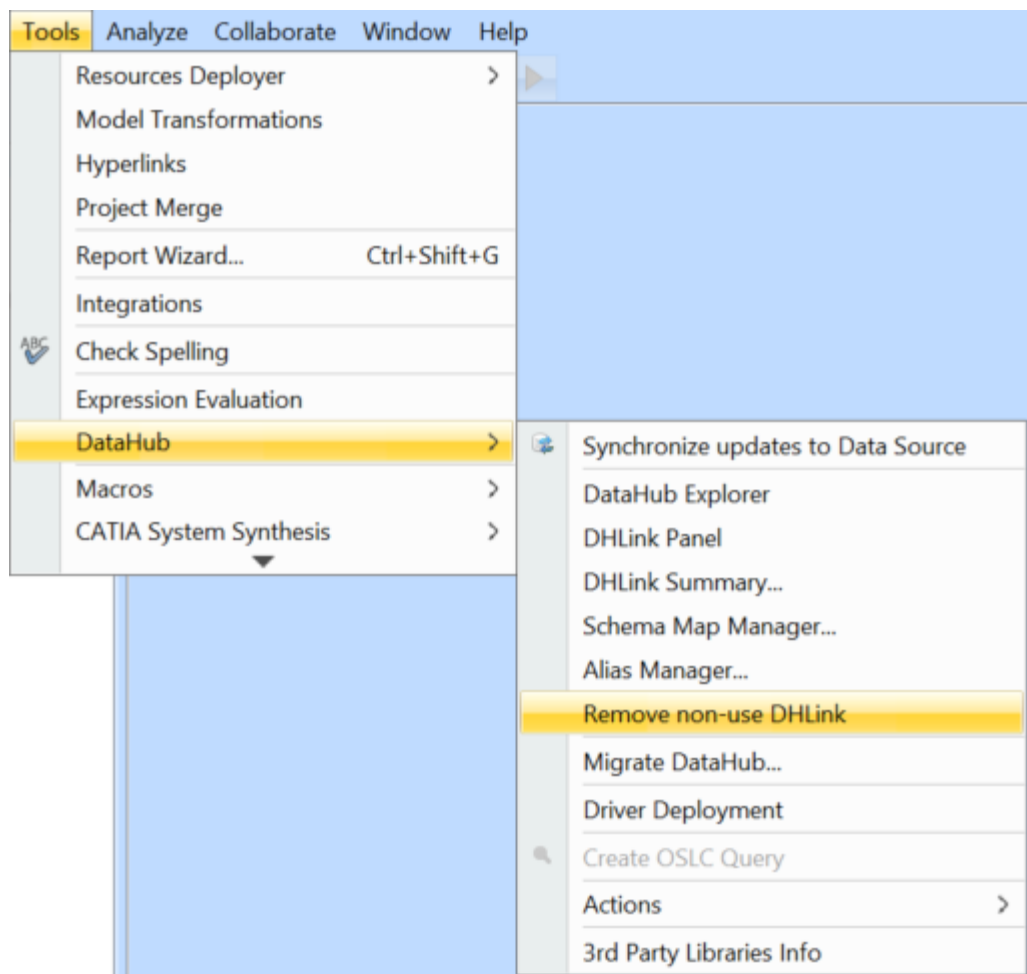 Tools Analyze Collaborate Window Help
Resources Deployer
Model Transformations
Hyperlinks
Project Merge
Report Wizard... Ctrl+Shift+G
Integrations
ABC Check Spelling
Expression Evaluation
DataHub
Macros
CATIA System Synthesis
Synchronize updates to Data Source
DataHub Explorer
DHLink Panel
DHLink Summary...
Schema Map Manager...
Alias Manager...
Remove non-use DHLink
Migrate DataHub...
Driver Deployment
Create OSLC Query
Actions
3rd Party Libraries Info